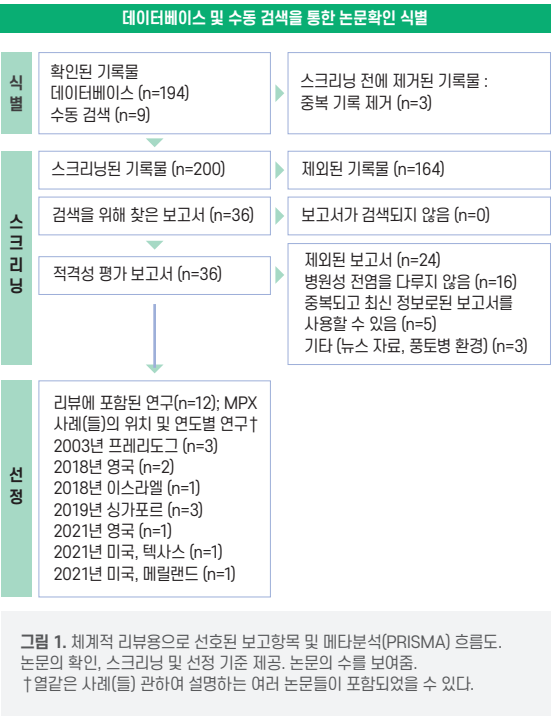 데이터베이스 및 수동 검색을 통한 논문확인 식별
식별
확인된 기록물
데이터베이스 (n=194)
수동 검색 (n=9)
스크리닝 전에 제거된 기록물 :
중복 기록 제거 (n=3)
스크리닝
스크리닝된 기록물 (n=200)
제외된 기록물 (n=164)
검색을 위해 찾은 보고서 (n=36)
보고서가 검색되지 않음 (n=0)
적격성 평가 보고서 (n=36)
제외된 보고서 (n=24)
병원성 전염을 다루지 않음 (n=16)
중복되고 최신 정보로된 보고서를
사용할 수 있음 (n=5)
기타 (뉴스 자료, 풍토병 환경) (n=3)
선정
리뷰에 포함된 연구(n=12); MPX
사례(들)의 위치 및 연도별 연구†
2003년 프레리도그 (n=3)
2018년 영국 (n=2)
2018년 이스라엘 (n=1)
2019년 싱가포르 (n=3)
2021년 영국 (n=1)
2021년 미국, 텍사스 (n=1)
2021년 미국, 메릴랜드 (n=1)
그림 1. 체계적 리뷰용으로 선호된 보고항목 및 메타분석(PRISMA) 흐름도.
논문의 확인, 스크리닝 및 선정 기준 제공. 논문의 수를 보여줌.
†열같은 사례(들) 관하여 설명하는 여러 논문들이 포함되었을 수 있다.